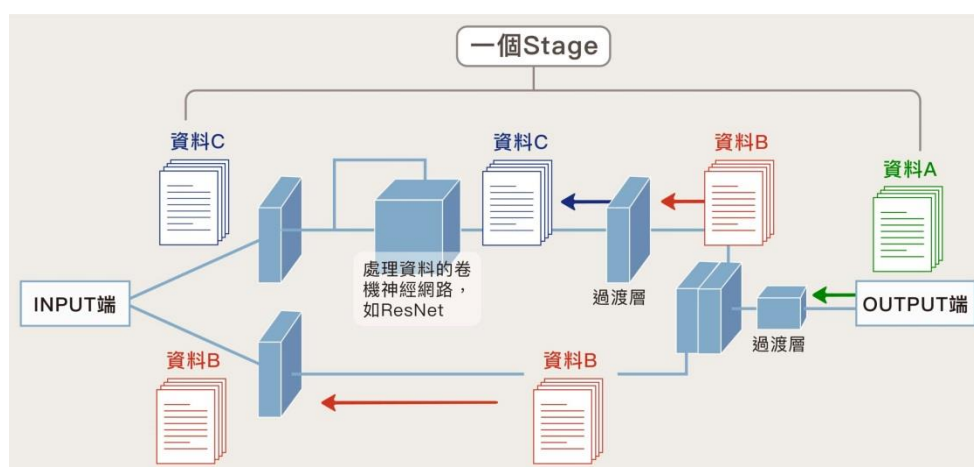 一個Stage
資料C
資料C
資料B
資料A
處理資料的卷
機神經網路，
如ResNet
過渡層
INPUT端
OUTPUT端
過渡層
資料B
資料B